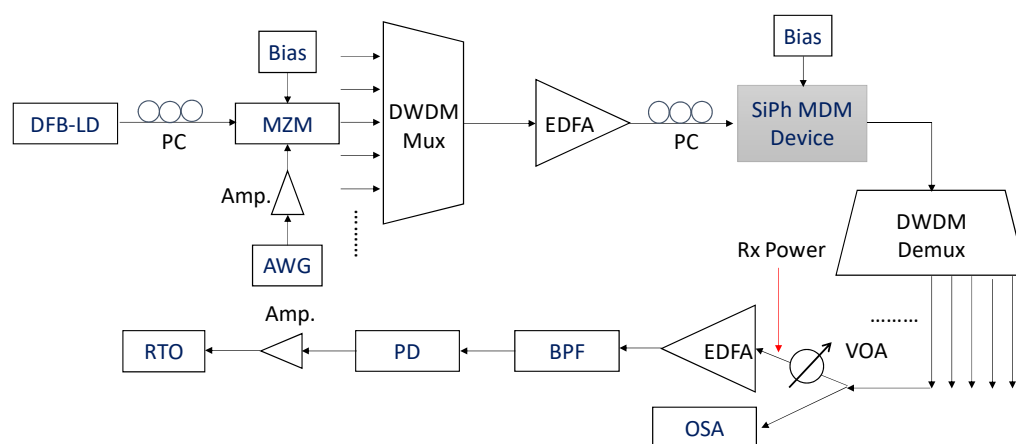 Bias
Bias
DFB-LD
PC
MZM
DWDM
Mux
EDFA
PC
SiPh MDM
Device
Amp.
AWG
DWDM
Demux
Rx Power
Amp.
RTO
PD
BPF
EDFA
VOA
OSA